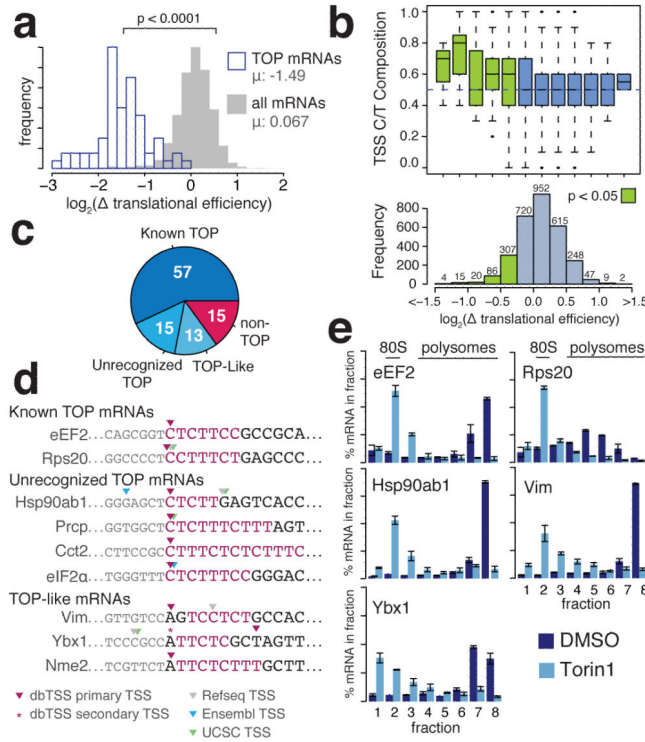 a
p < 0.0001
TOP mRNAs
μ: -1.49
all mRNAs
μ: 0.067
frequency
−3 −2 −1 0 1 2
log2(Δ translational efficiency)
b
TSS C/T Composition
1.0
0.8
0.6
0.4
0.2
0.0
p < 0.05
Frequency
800
600
400
200
0
4 15 20 86 307 720 952 615 248 47 9 2
<−1.5 −1.0 −0.5 0.0 0.5 1.0 >1.5
log2(Δ translational efficiency)
c
Known TOP
57
15
15
13
non-TOP
Unrecognized TOP
TOP-Like
d
Known TOP mRNAs
eEF2 ...CAGCGGTCTCTTCCGCCGCA...
Rps20 ...GGCCCCTCCTTTCTGAGCCC...
Unrecognized TOP mRNAs
Hsp90ab1 ...GGGAGCTCTCTTGAGTCACC...
Prcp ...GGTGGCTCTCTTTCTTTAGT...
Cct2 ...CTTCCGCCTTTCTCTCTTTC...
eIF2α ...TGGGTTTCTCTTTCCGGGAC...
TOP-like mRNAs
Vim ...GTTGTCCAGTCCTCTGCCAC...
Ybx1 ...TCCCGCCATTCTCGCTAGTT...
Nme2 ...TCGTTCTATTCTCTTTGCTT...
dbTSS primary TSS
dbTSS secondary TSS
Refseq TSS
Ensembl TSS
UCSC TSS
e
80S polysomes 80S polysomes
eEF2
Rps20
% mRNA in fraction
Hsp90ab1
Vim
% mRNA in fraction
Ybx1
% mRNA in fraction
1 2 3 4 5 6 7 8
fraction
1 2 3 4 5 6 7 8
fraction
DMSO
Torin1